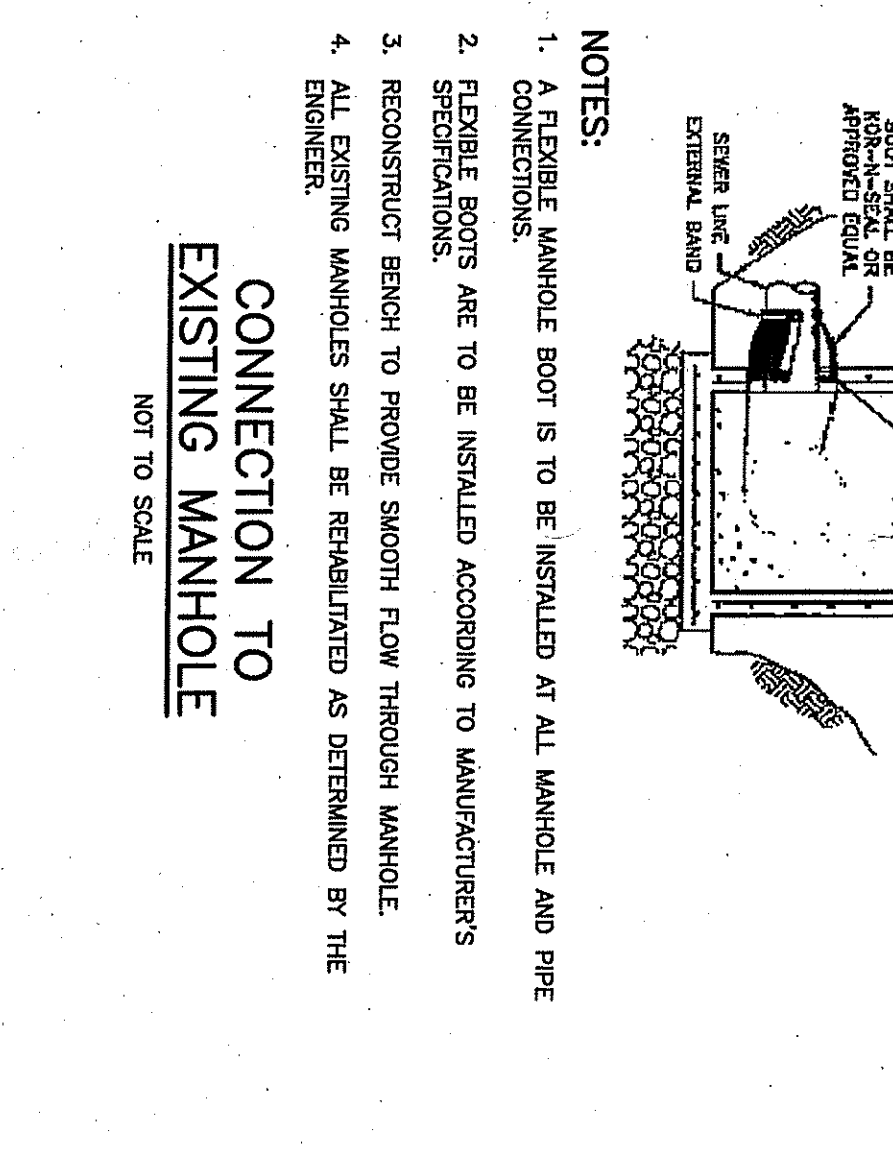 BOOT SHALL BE
KOR-N-SEAL OR
APPROVED EQUAL
SEWER LINE
EXTERNAL BAND
NOTES:
1. A FLEXIBLE MANHOLE BOOT IS TO BE INSTALLED AT ALL MANHOLE AND PIPE
CONNECTIONS.
2. FLEXIBLE BOOTS ARE TO BE INSTALLED ACCORDING TO MANUFACTURER'S
SPECIFICATIONS.
3. RECONSTRUCT BENCH TO PROVIDE SMOOTH FLOW THROUGH MANHOLE.
4. ALL EXISTING MANHOLES SHALL BE REHABILITATED AS DETERMINED BY THE
ENGINEER.
CONNECTION TO
EXISTING MANHOLE
NOT TO SCALE